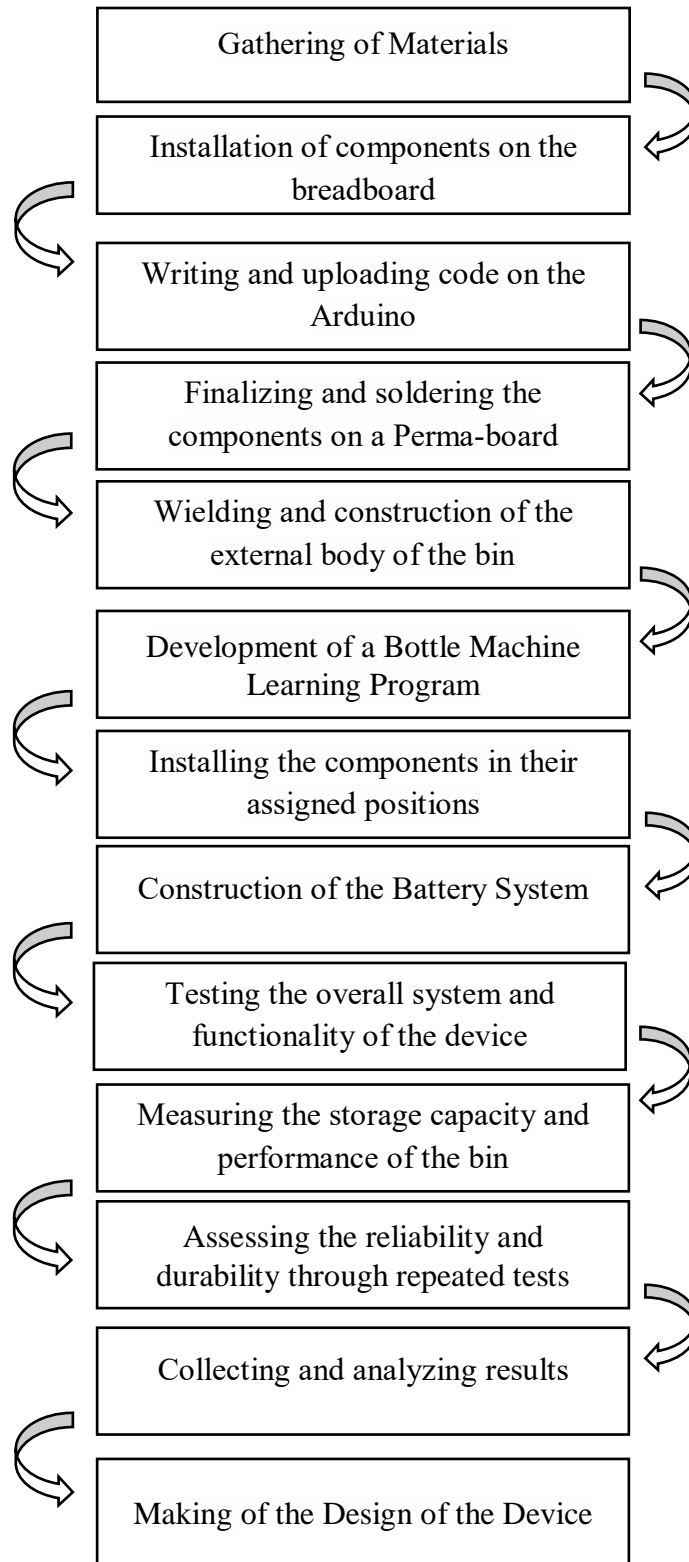 Gathering of Materials
Installation of components on the
breadboard
Writing and uploading code on the
Arduino
Finalizing and soldering the
components on a Perma-board
Wielding and construction of the
external body of the bin
Development of a Bottle Machine
Learning Program
Installing the components in their
assigned positions
Construction of the Battery System
Testing the overall system and
functionality of the device
Measuring the storage capacity and
performance of the bin
Assessing the reliability and
durability through repeated tests
Collecting and analyzing results
Making of the Design of the Device